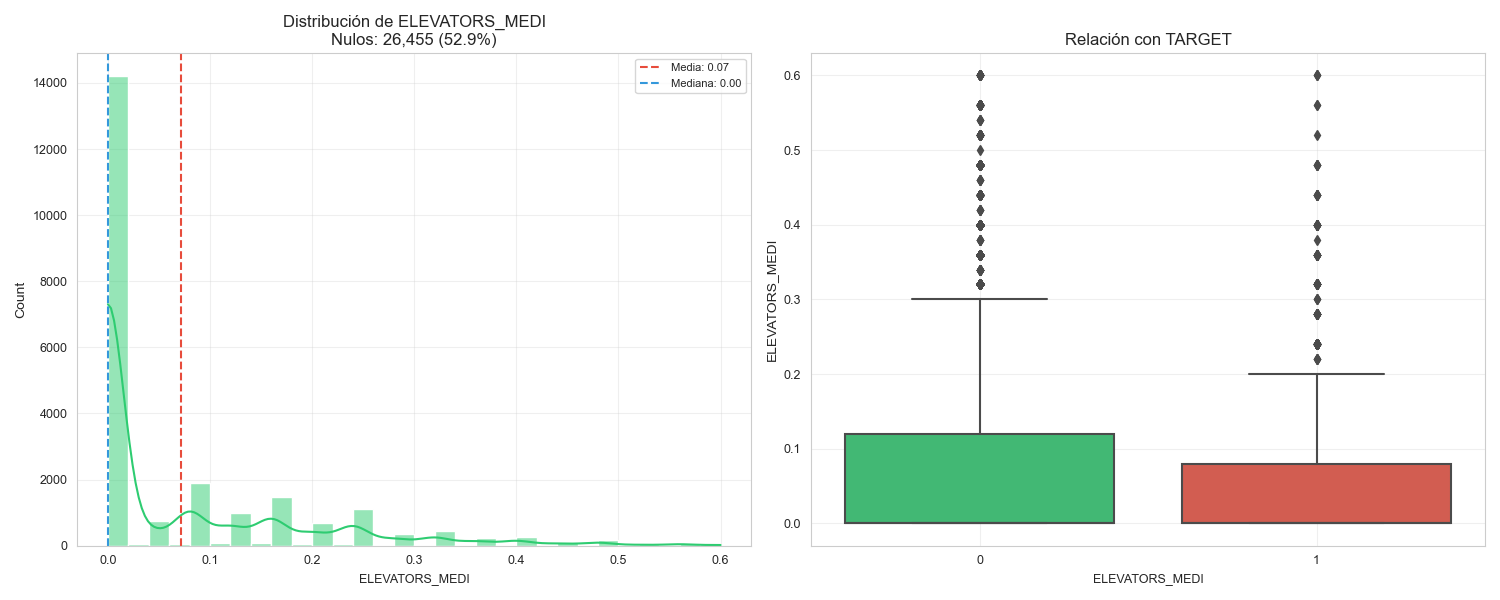 Distribución de ELEVATORS_MEDI
Nulos: 26,455 (52.9%)
Media: 0.07
Mediana: 0.00
14000
12000
10000
8000
6000
4000
2000
0
Count
0.0 0.1 0.2 0.3 0.4 0.5 0.6
ELEVATORS_MEDI
Relación con TARGET
0.6
0.5
0.4
0.3
0.2
0.1
0.0
ELEVATORS_MEDI
0 1
ELEVATORS_MEDI